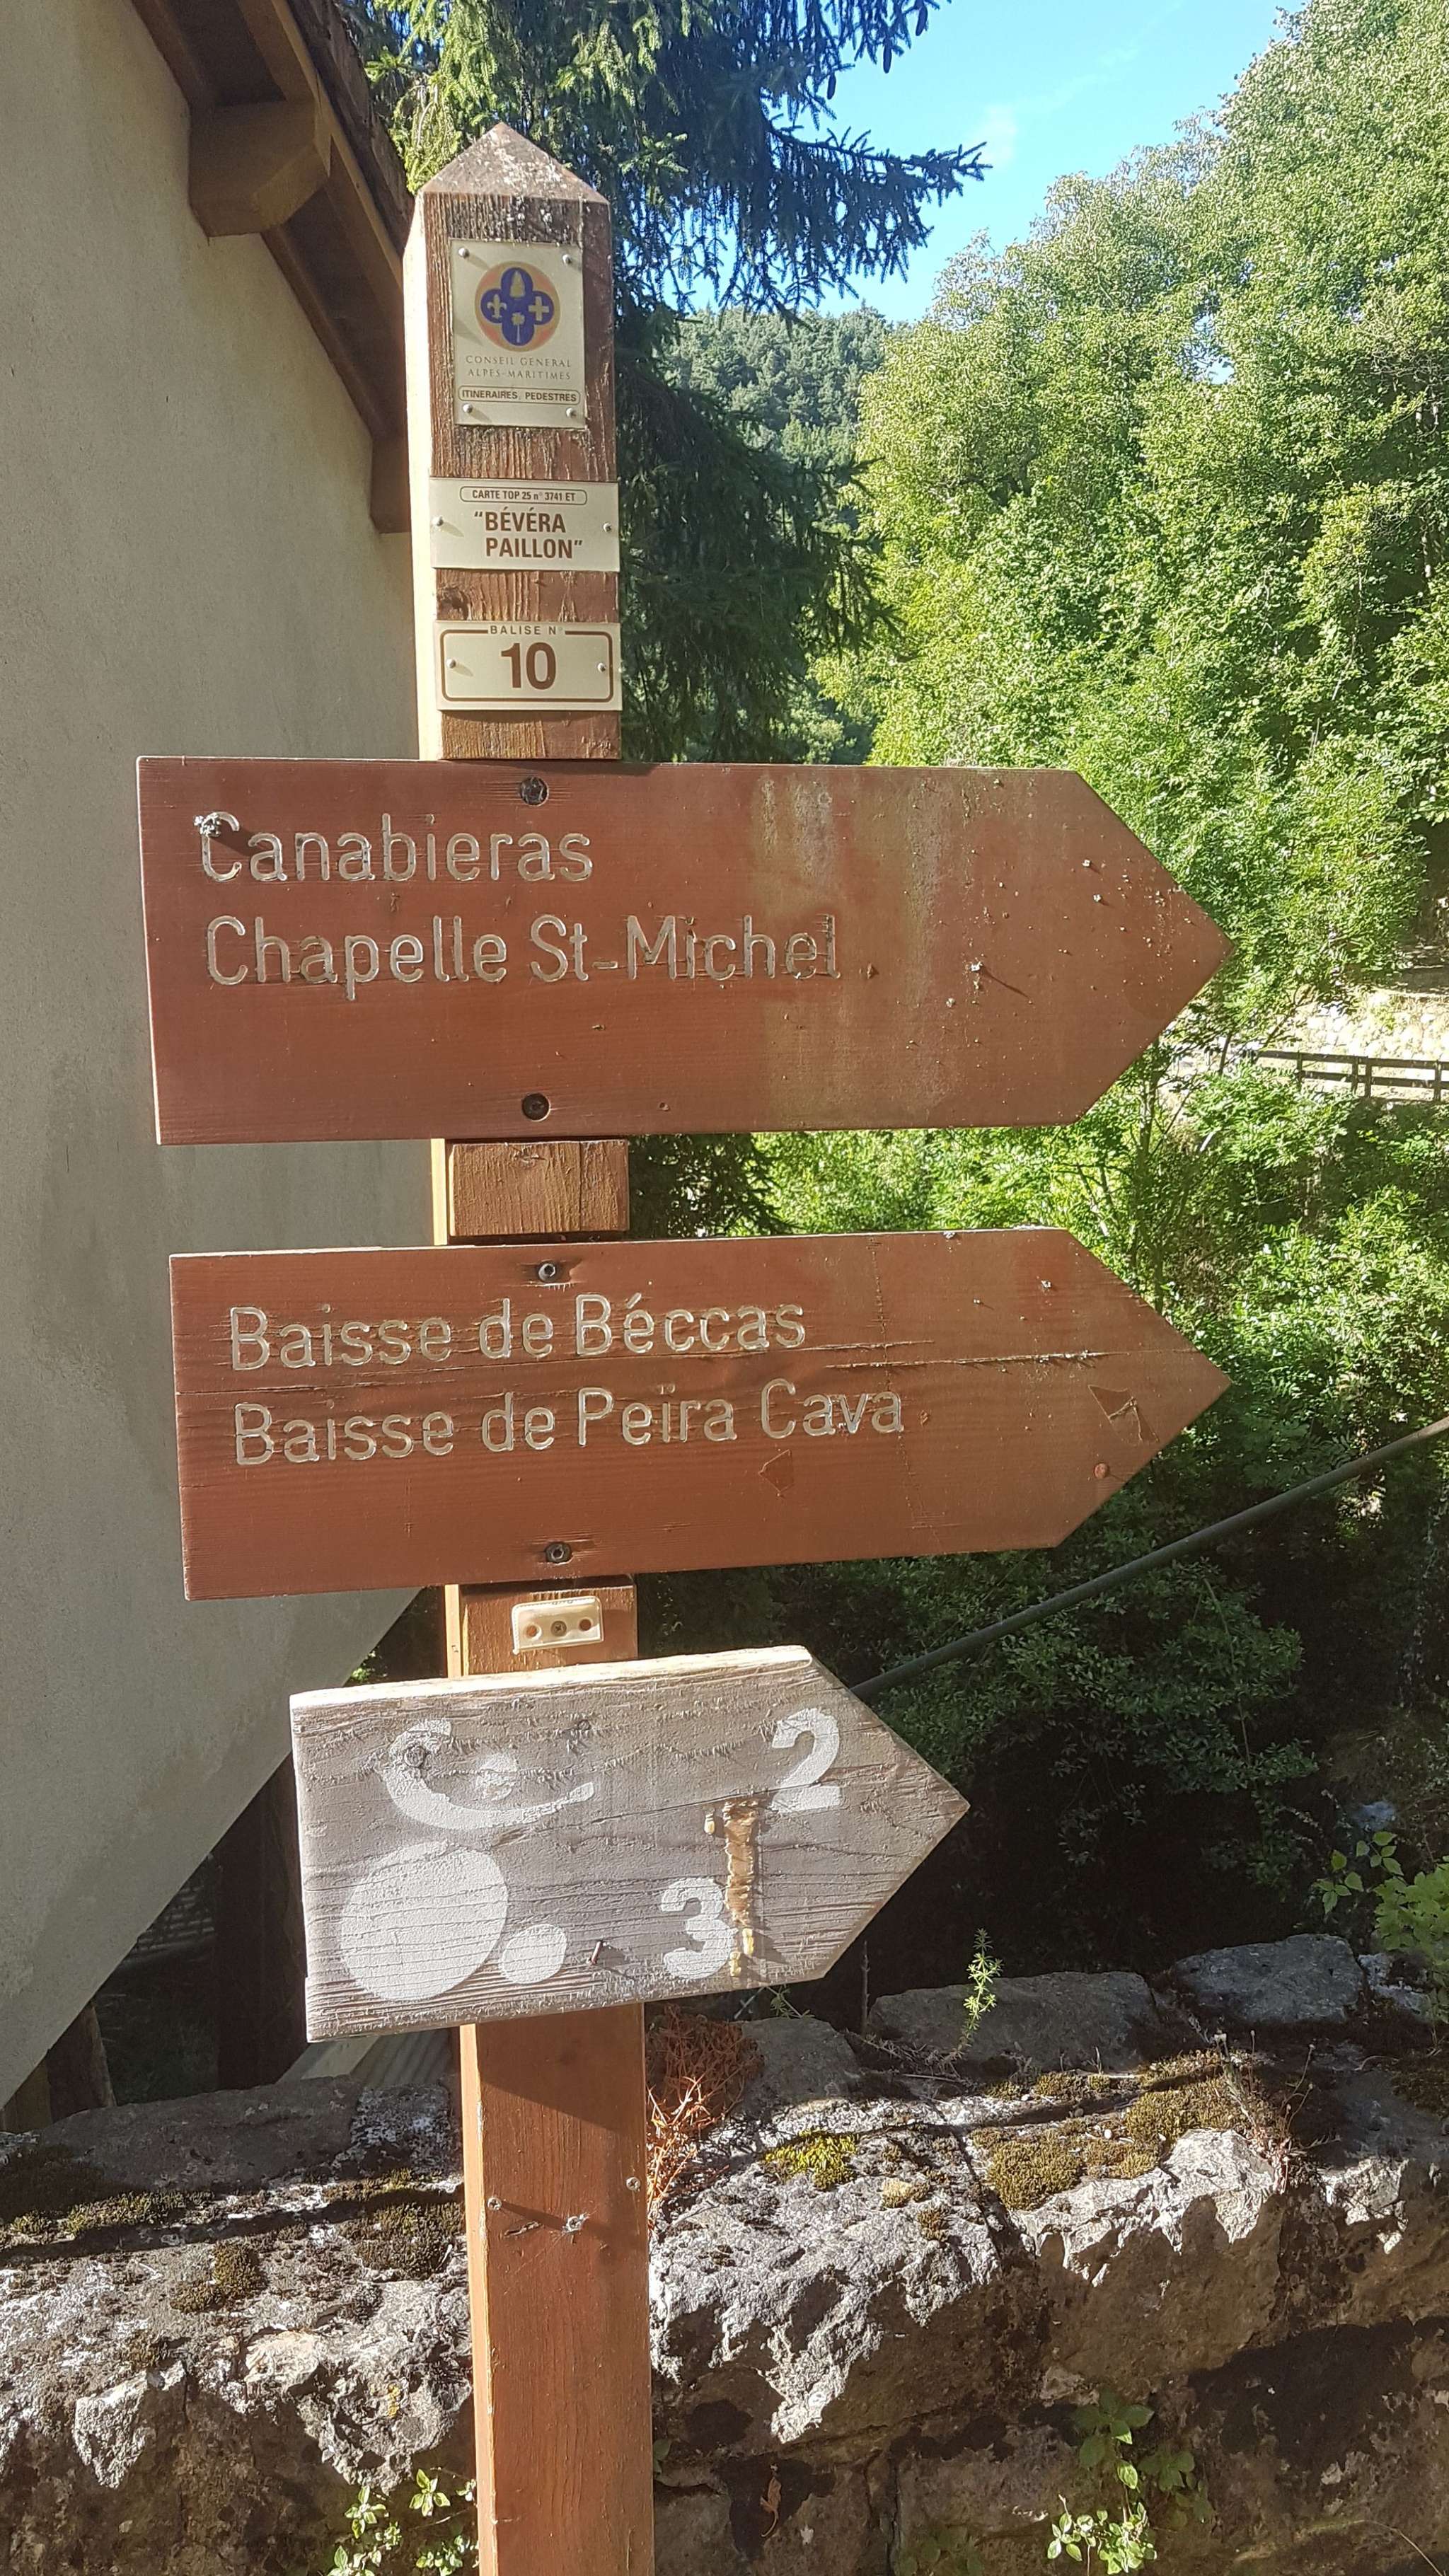 CONSEIL GENERAL
ALPES-MARITIMES
ITINERAIRES PEDESTRES
CARTE TOP 25 n° 3741 ET
"BÉVÉRA
PAILLON"
BALISE N°
10
Canabieras
Chapelle St-Michel
Baisse de Béccas
Baisse de Peïra Cava
2
3